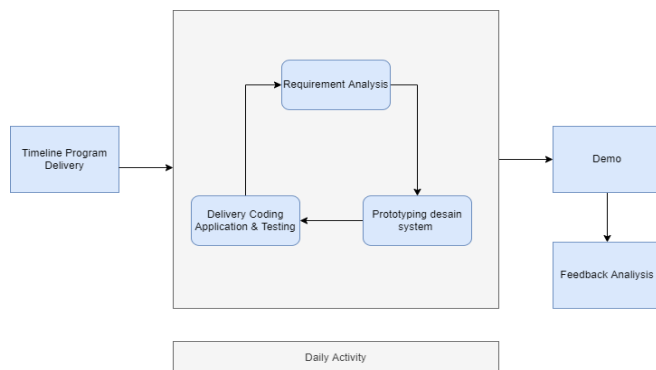 Requirement Analysis
Timeline Program
Delivery
Demo
Delivery Coding
Application & Testing
Prototyping desain
system
Feedback Analiysis
Daily Activity